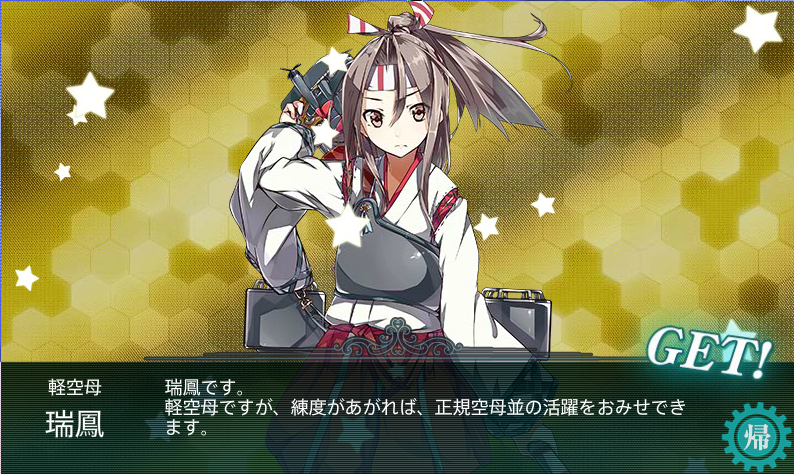 軽空母
瑞鳳
瑞鳳です。
軽空母ですが、練度があがれば、正規空母並の活躍をおみせでき
ます。
GET!
帰